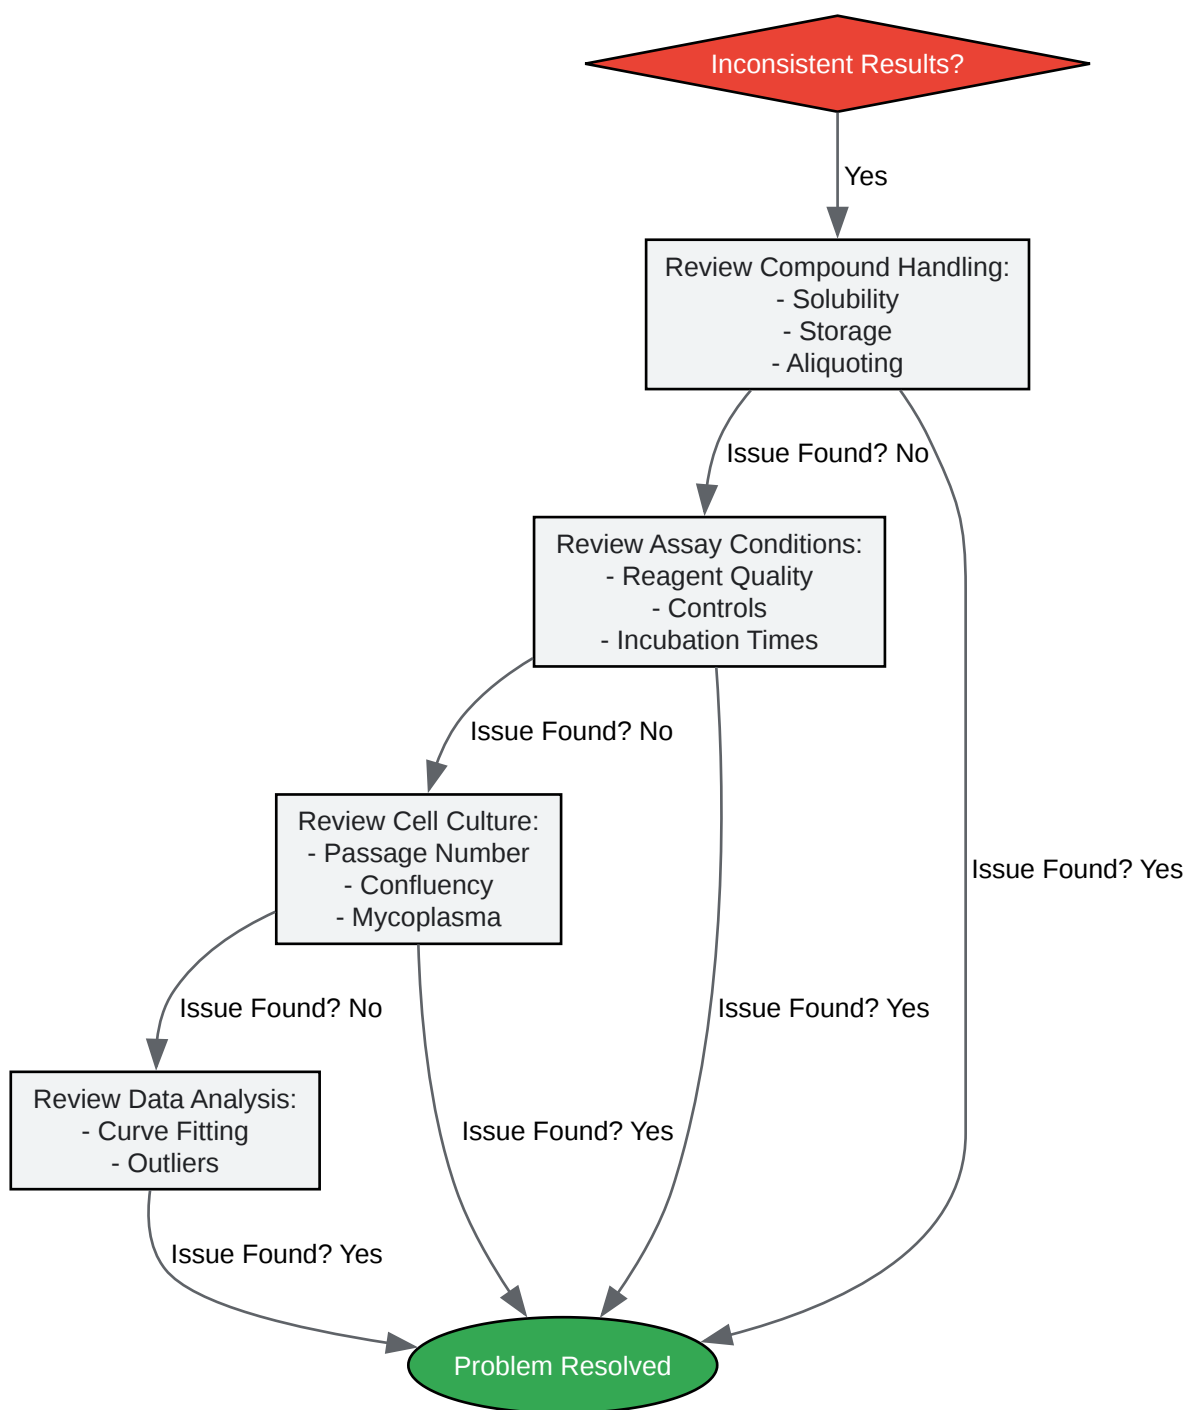 Inconsistent Results?
Yes
Review Compound Handling:
- Solubility
- Storage
- Aliquoting
Issue Found? No
Review Assay Conditions:
- Reagent Quality
- Controls
- Incubation Times
Issue Found? No
Review Cell Culture:
- Passage Number
- Confluency
- Mycoplasma
Issue Found? Yes
Issue Found? No
Issue Found? Yes
Review Data Analysis:
- Curve Fitting
- Outliers
Issue Found? Yes
Issue Found? Yes
Problem Resolved